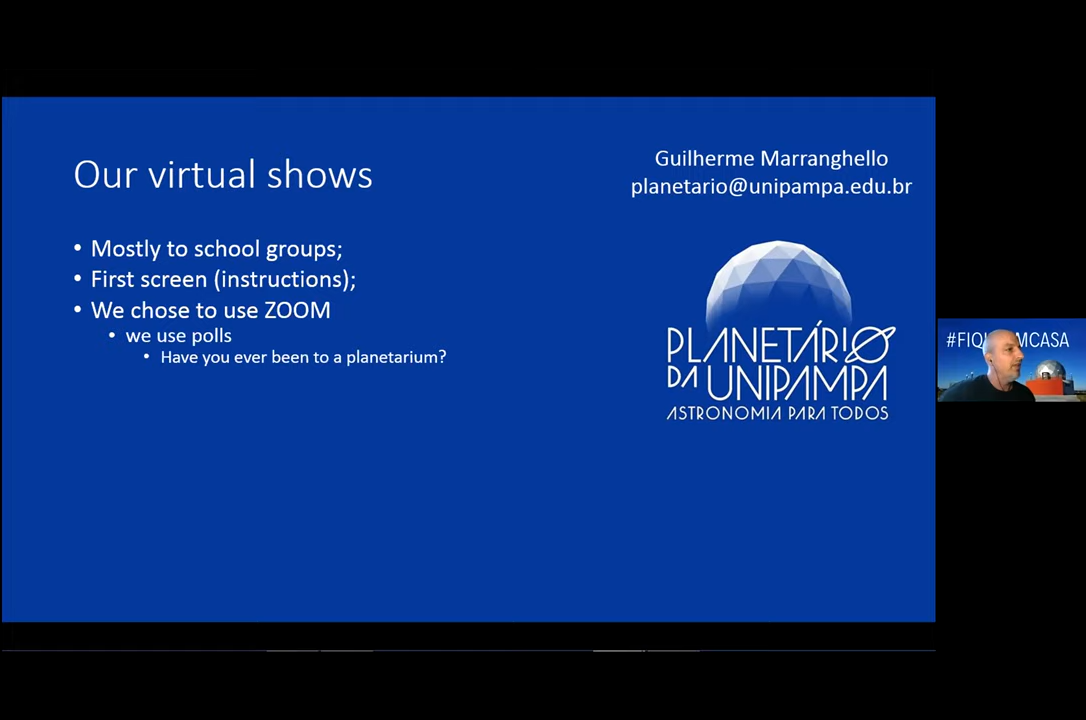 Our virtual shows
• Mostly to school groups;
• First screen (instructions);
• We chose to use ZOOM
• we use polls
• Have you ever been to a planetarium?
Guilherme Marranghello
planetario@unipampa.edu.br
PLANETÁRIO
DA UNIPAMPA
ASTRONOMIA PARA TODOS